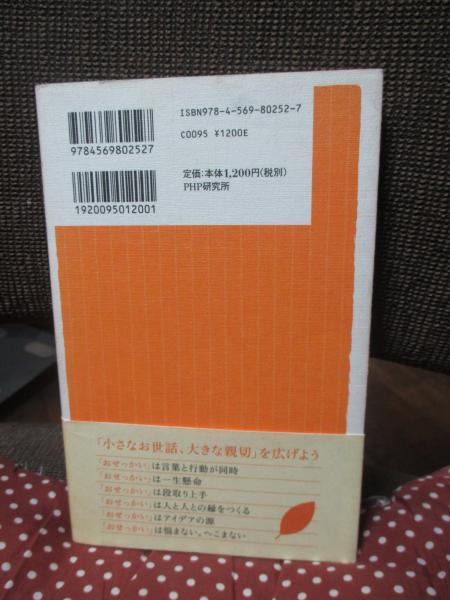 ISBN978-4-569-80252-7
C0095 ¥1200E
9784569802527
定価:本体1,200円(税別)
PHP研究所
1920095012001
「小さなお世話、大きな親切」を広げよう
「おせっかい」は言葉と行動が同時
「おせっかい」は一生懸命
「おせっかい」は段取り上手
「おせっかい」は人と人との縁をつくる
「おせっかい」はアイデアの源
「おせっかい」は悩まない、へこまない